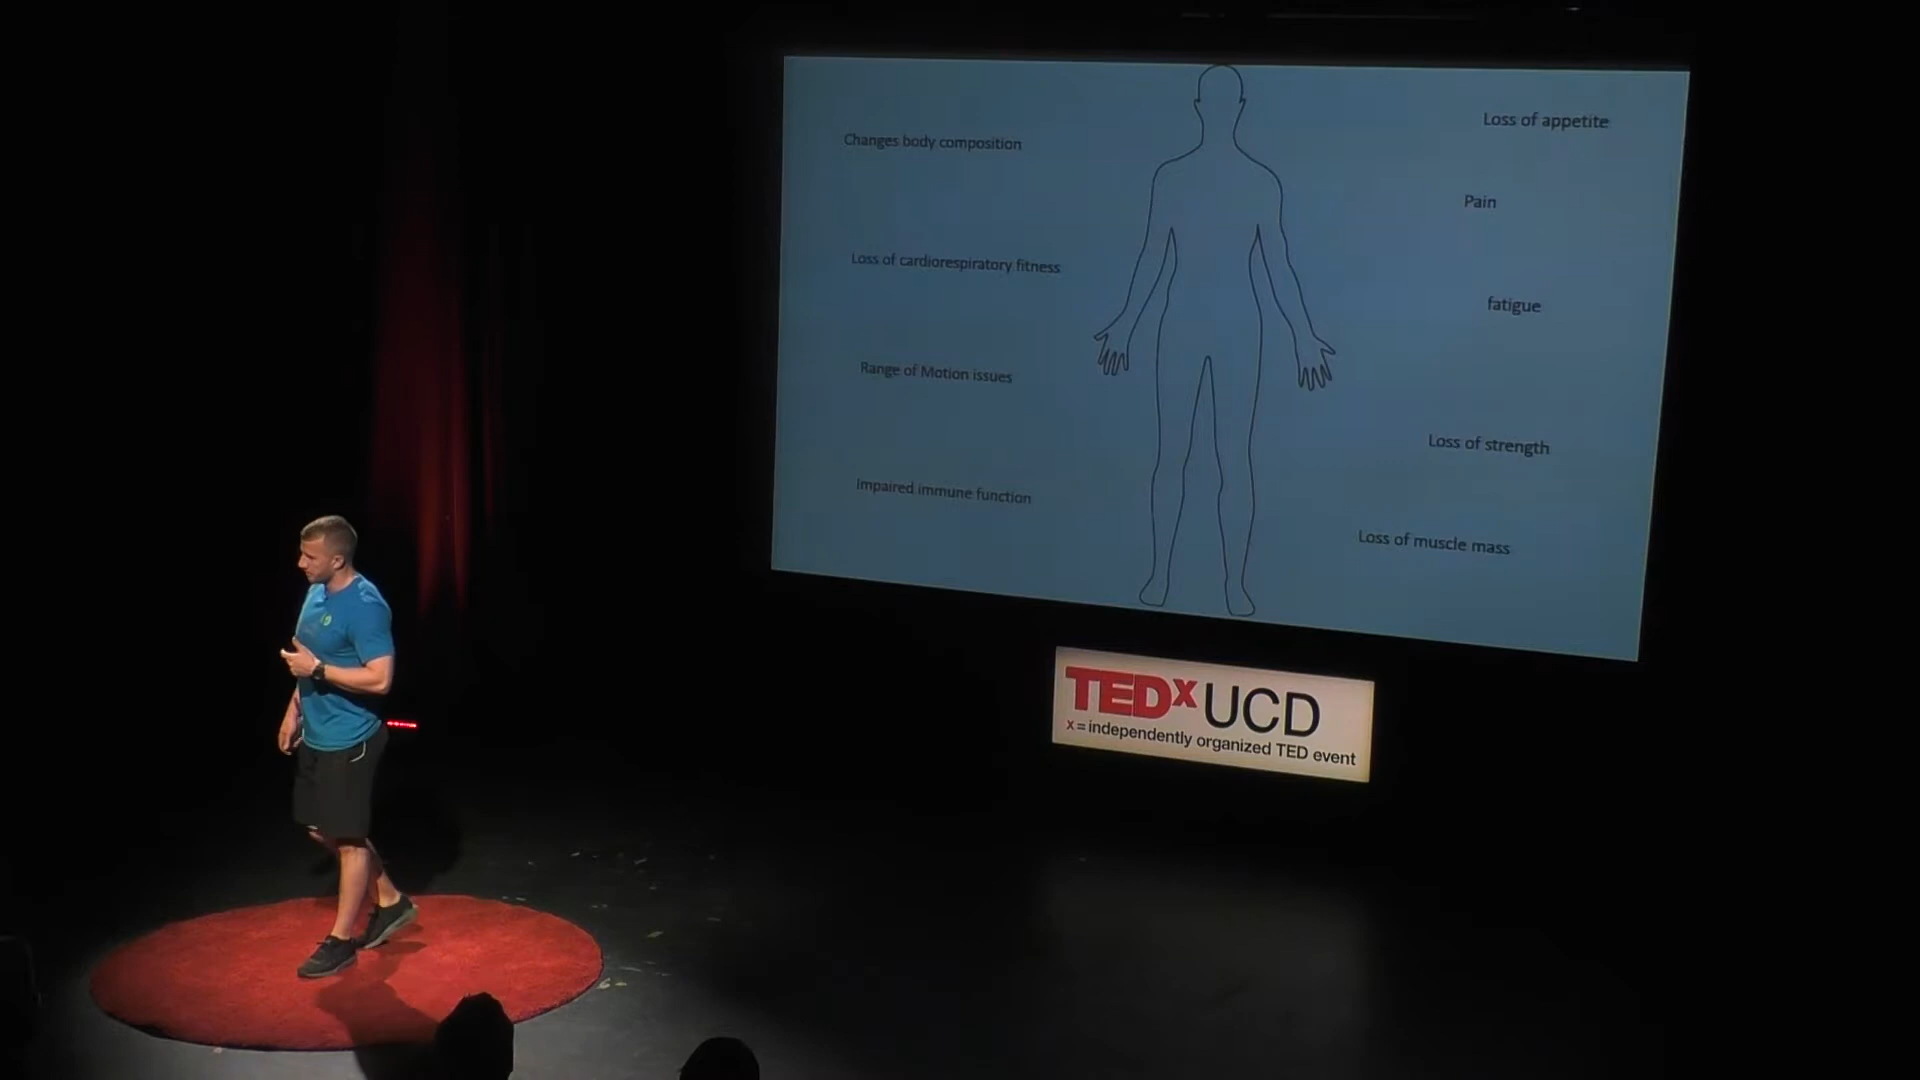 Changes body composition
Loss of cardiorespiratory fitness
Range of Motion issues
Impaired immune function
Loss of appetite
Pain
fatigue
Loss of strength
Loss of muscle mass
TEDx UCD
x = independently organized TED event